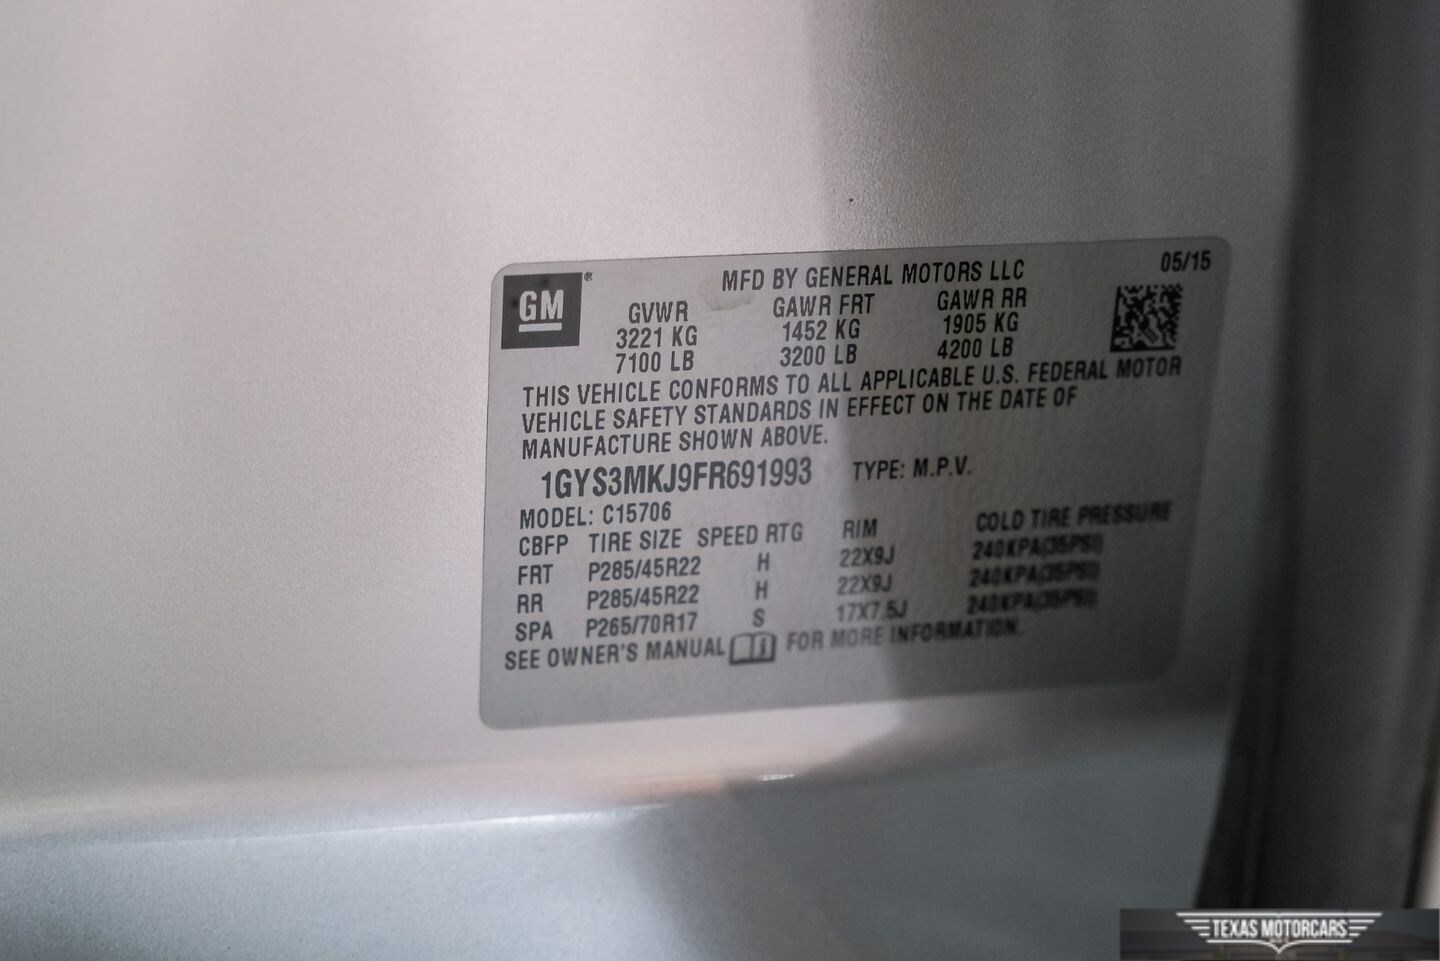 GM
®
MFD BY GENERAL MOTORS LLC 05/15
GVWR GAWR FRT GAWR RR
3221 KG 1452 KG 1905 KG
7100 LB 3200 LB 4200 LB
THIS VEHICLE CONFORMS TO ALL APPLICABLE U.S. FEDERAL MOTOR
VEHICLE SAFETY STANDARDS IN EFFECT ON THE DATE OF
MANUFACTURE SHOWN ABOVE.
1GYS3MKJ9FR691993 TYPE: M.P.V.
MODEL: C15706
CBFP TIRE SIZE SPEED RTG RIM COLD TIRE PRESSURE
FRT P285/45R22 H 22X9J 240KPA(35PSI)
RR P285/45R22 H 22X9J 240KPA(35PSI)
SPA P265/70R17 S 17X7.5J 240KPA(35PSI)
SEE OWNER'S MANUAL FOR MORE INFORMATION.
TEXAS MOTORCARS